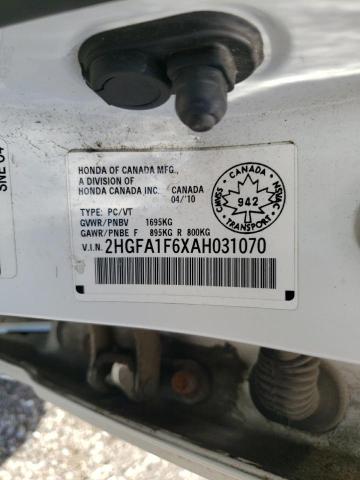 HONDA OF CANADA MFG.,
A DIVISION OF
HONDA CANADA INC. CANADA
04/'10
TYPE: PC/VT
GVWR/PNBV 1695KG
GAWR/PNBE F 895KG R 800KG
V.I.N. 2HGFA1F6XAH031070
CANADA
CMVSS
NSVAC
942